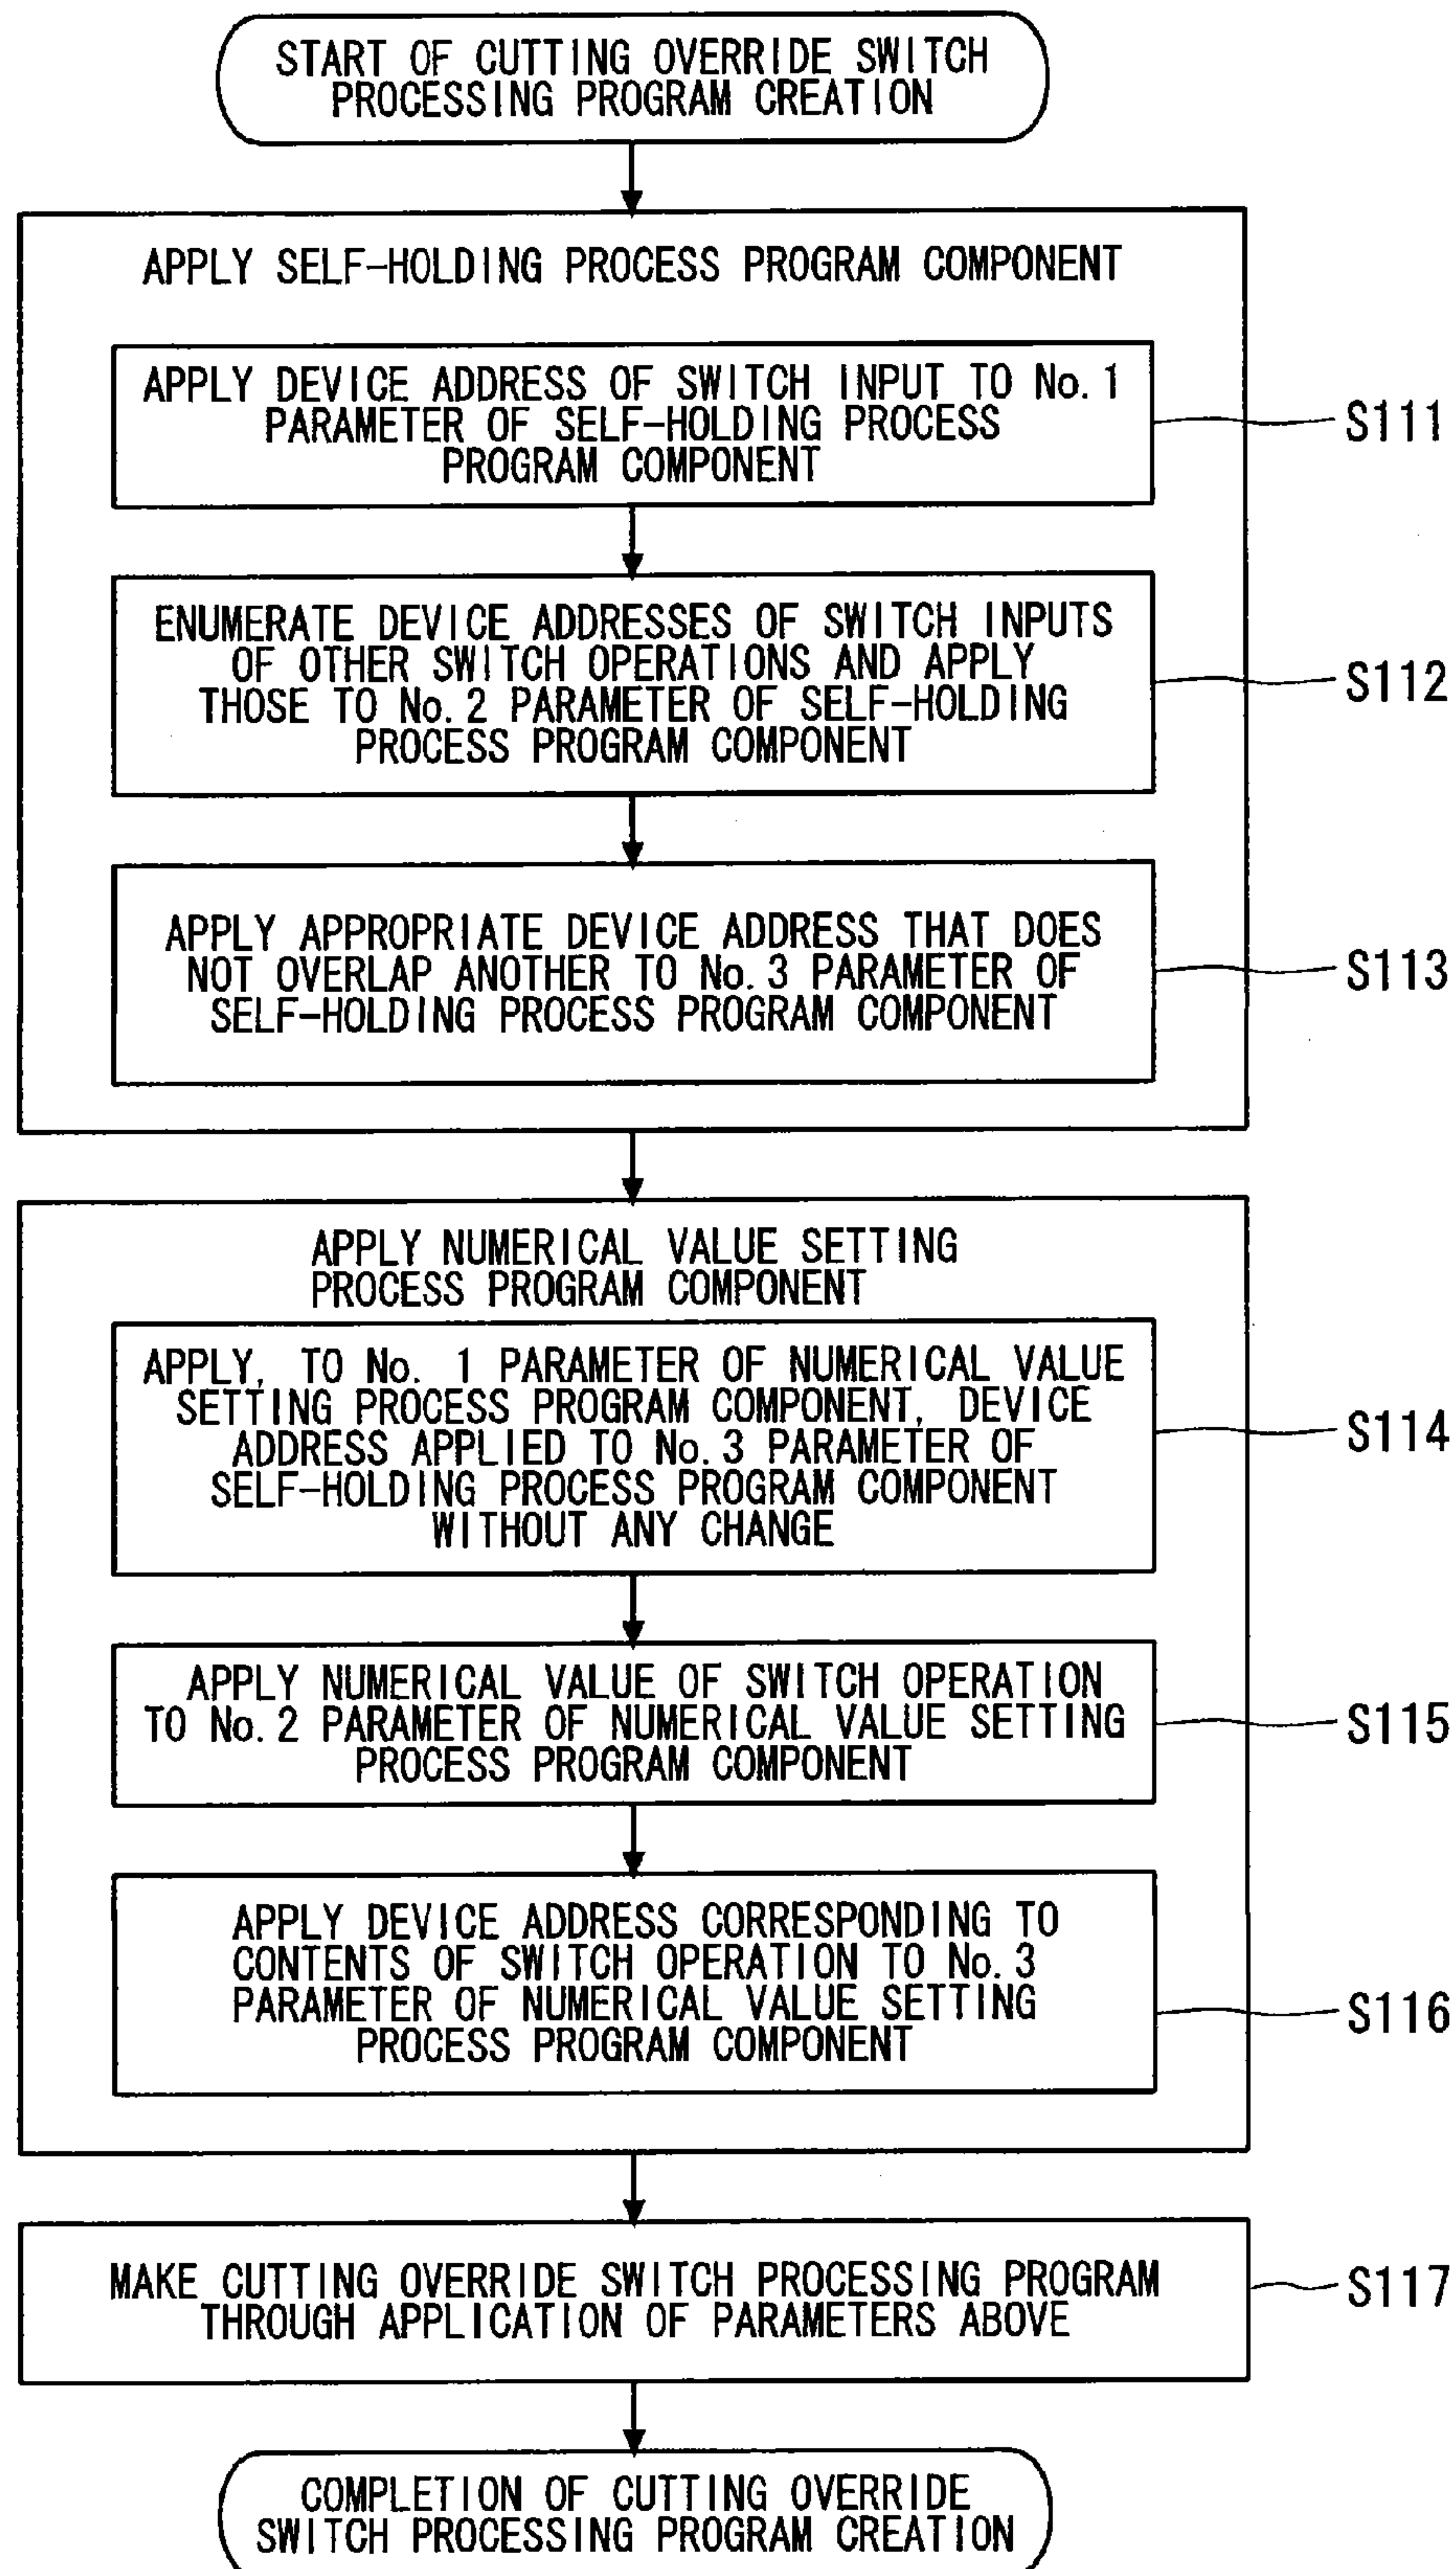 START OF CUTTING OVERRIDE SWITCH
PROCESSING PROGRAM CREATION
APPLY SELF-HOLDING PROCESS PROGRAM COMPONENT
APPLY DEVICE ADDRESS OF SWITCH INPUT TO No.1
PARAMETER OF SELF-HOLDING PROCESS
PROGRAM COMPONENT
S111
ENUMERATE DEVICE ADDRESSES OF SWITCH INPUTS
OF OTHER SWITCH OPERATIONS AND APPLY
THOSE TO No.2 PARAMETER OF SELF-HOLDING
PROCESS PROGRAM COMPONENT
S112
APPLY APPROPRIATE DEVICE ADDRESS THAT DOES
NOT OVERLAP ANOTHER TO No.3 PARAMETER OF
SELF-HOLDING PROCESS PROGRAM COMPONENT
S113
APPLY NUMERICAL VALUE SETTING
PROCESS PROGRAM COMPONENT
APPLY, TO No. 1 PARAMETER OF NUMERICAL VALUE
SETTING PROCESS PROGRAM COMPONENT, DEVICE
ADDRESS APPLIED TO No.3 PARAMETER OF
SELF-HOLDING PROCESS PROGRAM COMPONENT
WITHOUT ANY CHANGE
S114
APPLY NUMERICAL VALUE OF SWITCH OPERATION
TO No.2 PARAMETER OF NUMERICAL VALUE SETTING
PROCESS PROGRAM COMPONENT
S115
APPLY DEVICE ADDRESS CORRESPONDING TO
CONTENTS OF SWITCH OPERATION TO No.3
PARAMETER OF NUMERICAL VALUE SETTING
PROCESS PROGRAM COMPONENT
S116
MAKE CUTTING OVERRIDE SWITCH PROCESSING PROGRAM
THROUGH APPLICATION OF PARAMETERS ABOVE
S117
COMPLETION OF CUTTING OVERRIDE
SWITCH PROCESSING PROGRAM CREATION